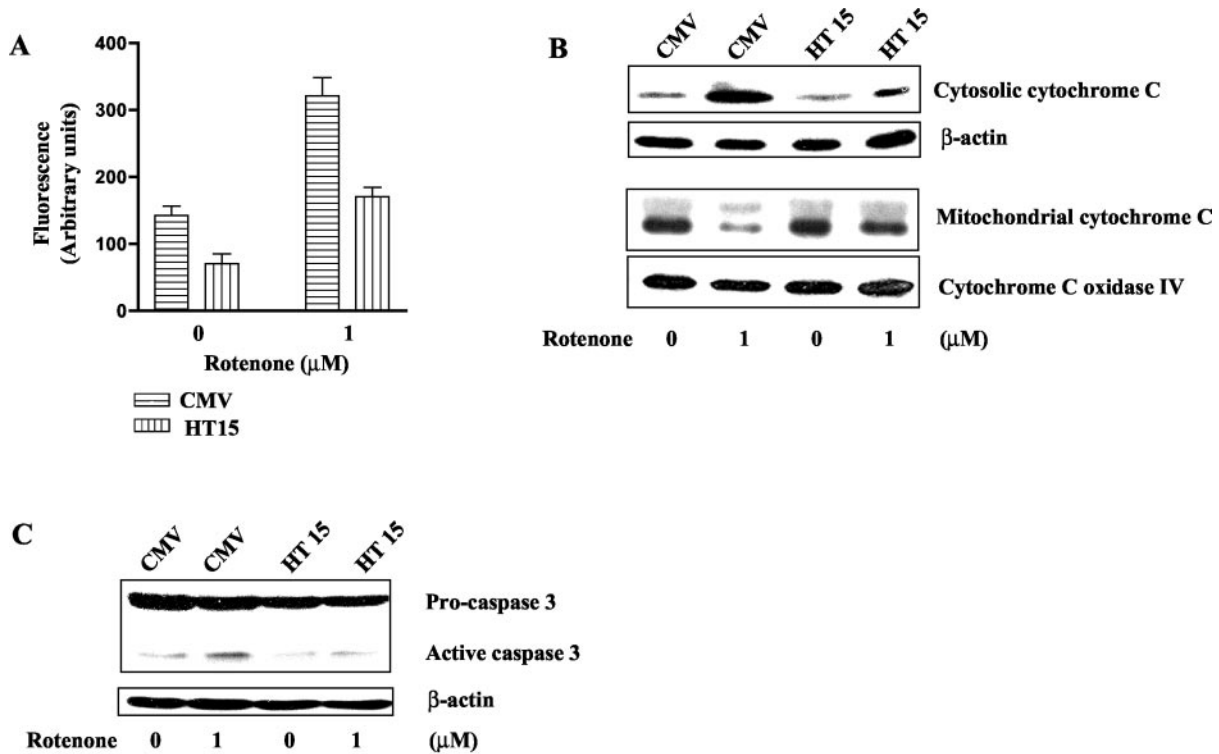 A
400
300
200
100
0
Fluorescence
(Arbitrary units)
0 1
Rotenone (μM)
CMV
HT15
B
CMV CMV HT 15 HT 15
Cytosolic cytochrome C
β-actin
Mitochondrial cytochrome C
Cytochrome C oxidase IV
Rotenone 0 1 0 1 (μM)
C
CMV CMV HT 15 HT 15
Pro-caspase 3
Active caspase 3
β-actin
Rotenone 0 1 0 1 (μM)